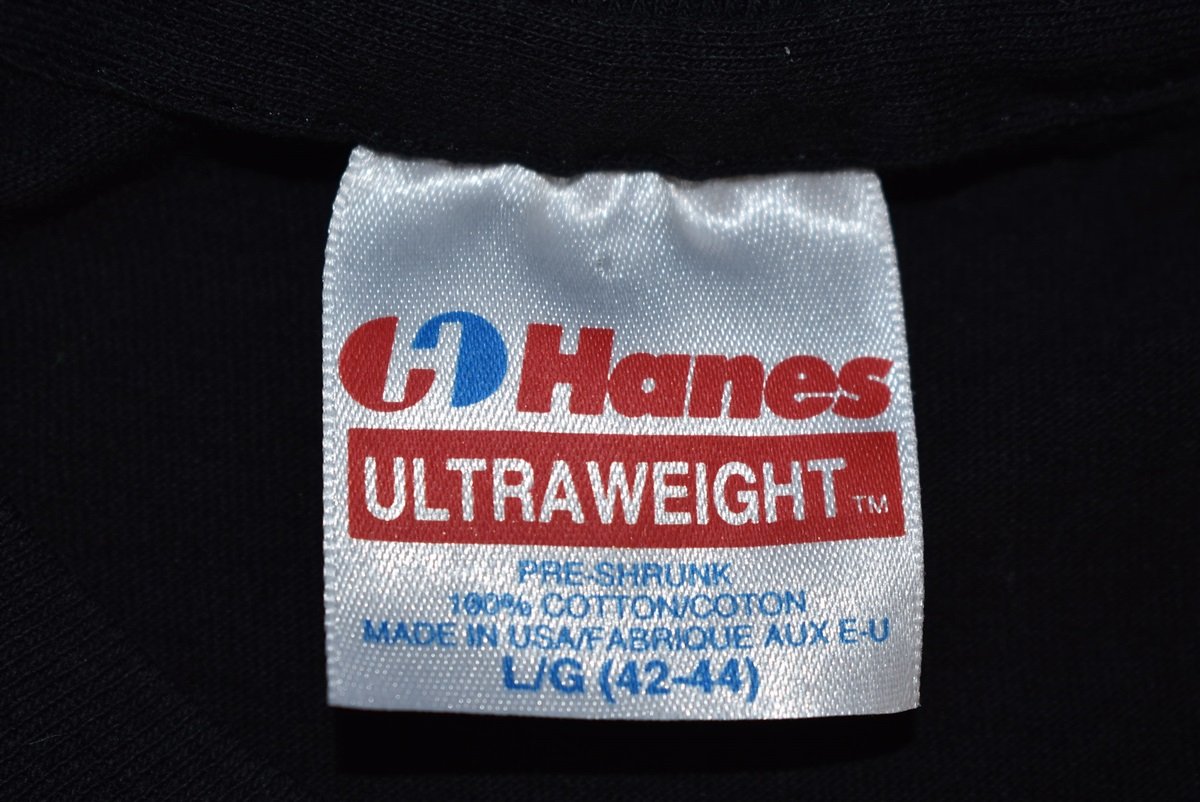 Hanes
ULTRAWEIGHT™
PRE-SHRUNK
100% COTTON/COTON
MADE IN USA/FABRIQUE AUX E-U
L/G (42-44)